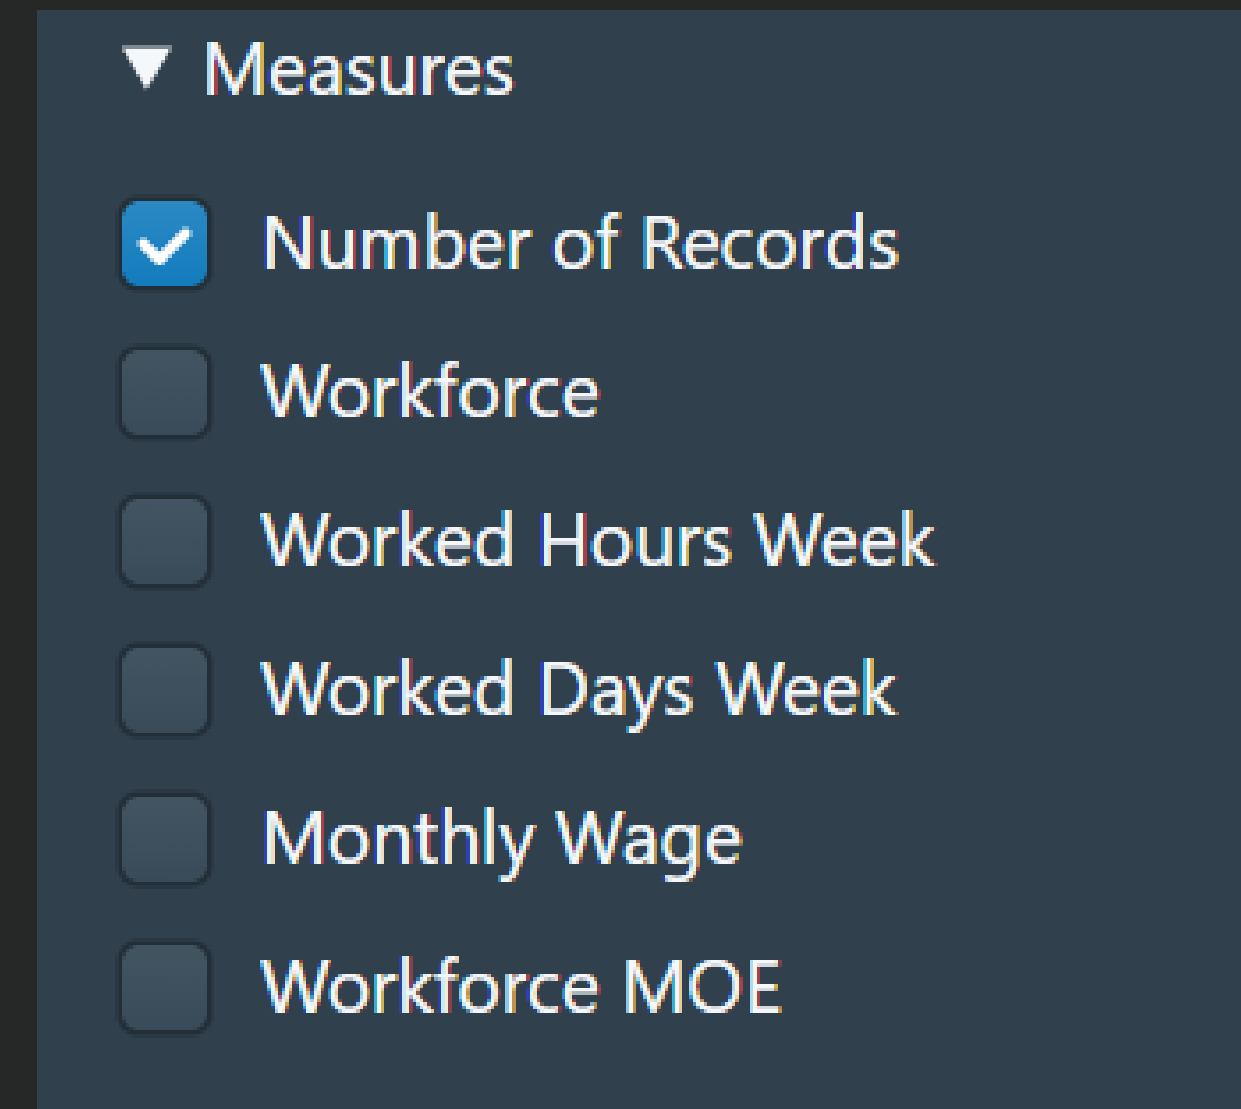 Measures
Number of Records
Workforce
Worked Hours Week
Worked Days Week
Monthly Wage
Workforce MOE